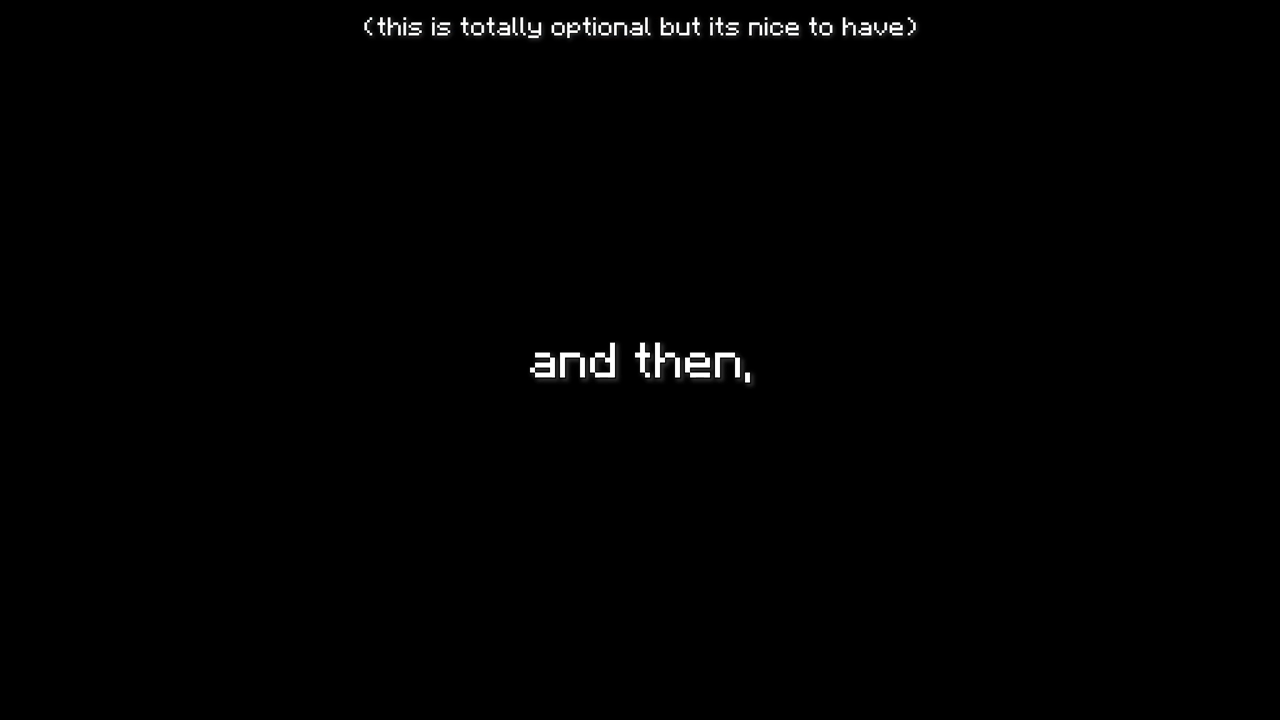 (this is totally optional but its nice to have)
and then,